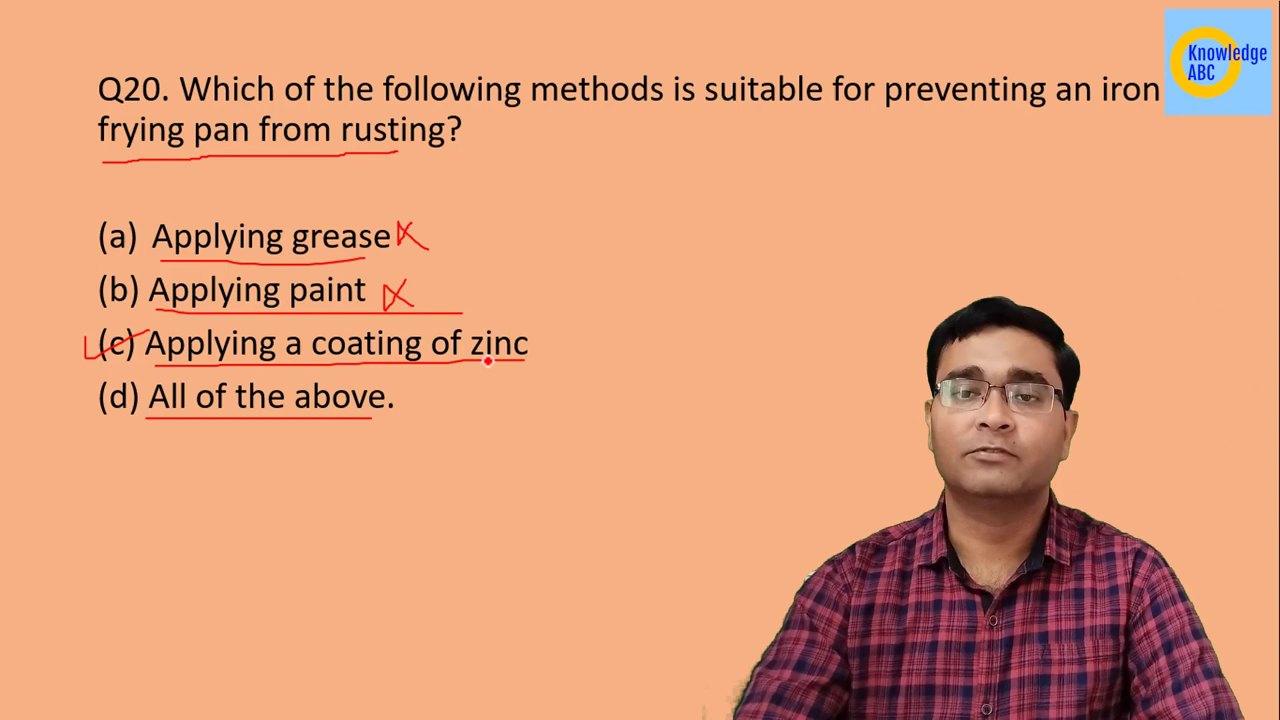 Knowledge
ABC
Q20. Which of the following methods is suitable for preventing an iron
frying pan from rusting?
(a) Applying grease
(b) Applying paint
(c) Applying a coating of zinc
(d) All of the above.